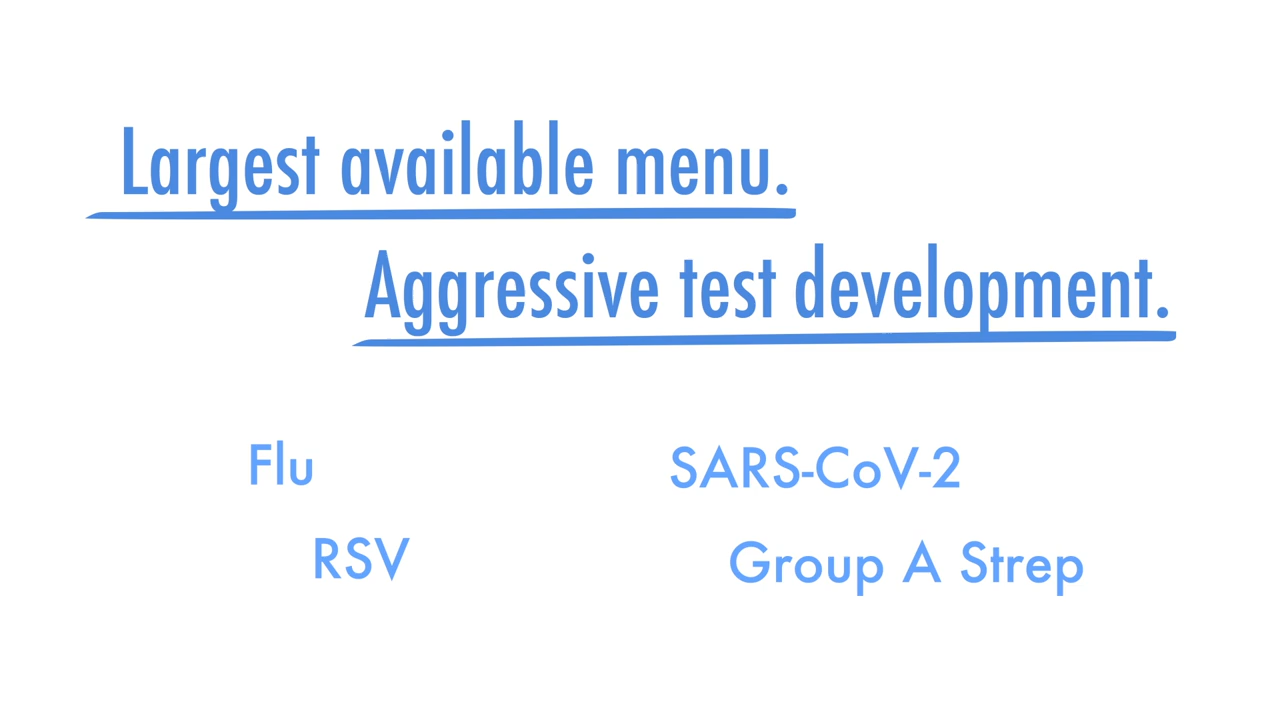 Largest available menu.
Aggressive test development.
Flu
SARS-CoV-2
RSV
Group A Strep